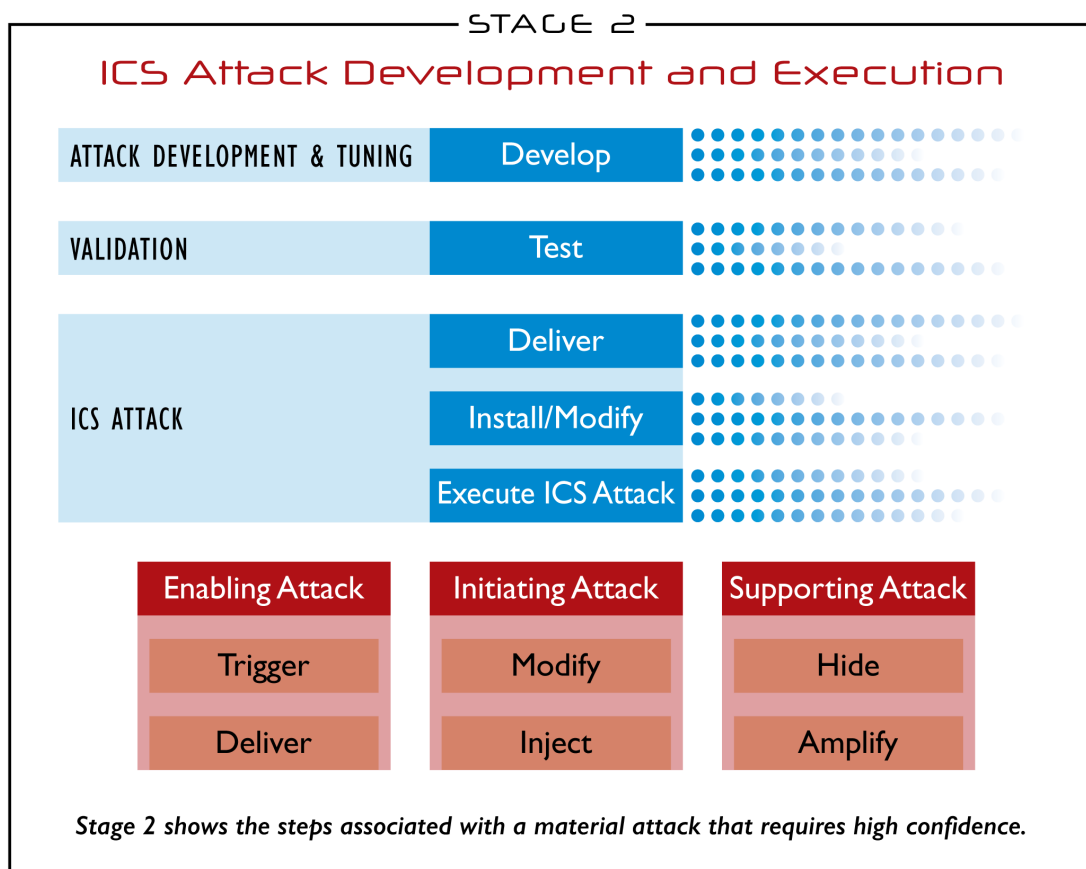 STAGE 2
ICS Attack Development and Execution
ATTACK DEVELOPMENT & TUNING
Develop
VALIDATION
Test
ICS ATTACK
Deliver
Install/Modify
Execute ICS Attack
Enabling Attack
Trigger
Deliver
Initiating Attack
Modify
Inject
Supporting Attack
Hide
Amplify
Stage 2 shows the steps associated with a material attack that requires high confidence.